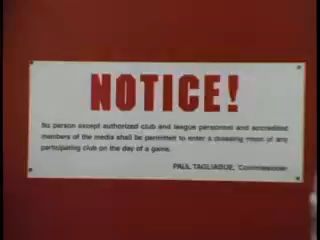 NOTICE!
No person except authorized club and league personnel and accredited
members of the media shall be permitted to enter a dressing room of any
participating club on the day of a game.
PAUL TAGLIABUE, Commissioner